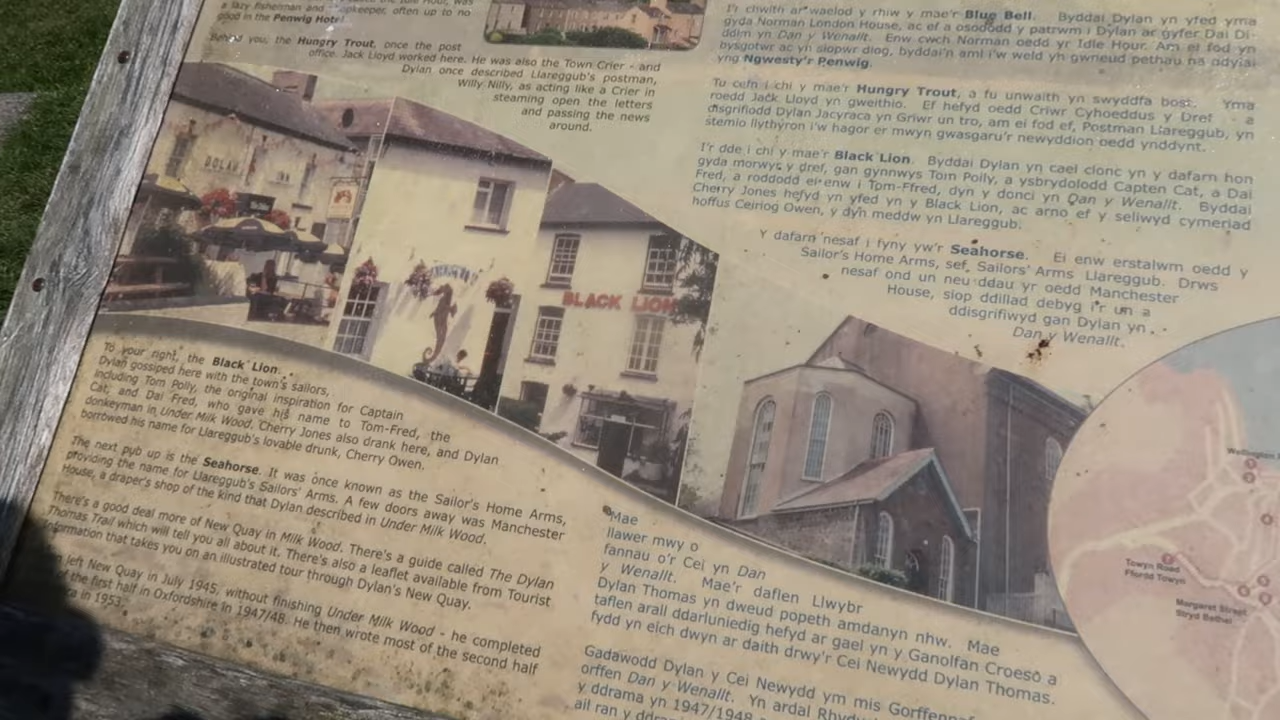 a lazy fisherman and shopkeeper, often up to no
good in the Penwig Hotel.
Behind you, the Hungry Trout, once the post
office. Jack Lloyd worked here. He was also the Town Crier - and
Dylan once described Llareggub's postman,
Willy Nilly, as acting like a Crier in
steaming open the letters
and passing the news
around.
DOLAU
BLACK LION
To your right, the Black Lion.
Dylan gossiped here with the town's sailors,
including Tom Polly, the original inspiration for Captain
Cat, and Dai Fred, who gave his name to Tom-Fred, the
donkeyman in Under Milk Wood. Cherry Jones also drank here, and Dylan
borrowed his name for Llareggub's lovable drunk, Cherry Owen.
The next pub up is the Seahorse. It was once known as the Sailor's Home Arms,
providing the name for Llareggub's Sailors' Arms. A few doors away was Manchester
House, a draper's shop of the kind that Dylan described in Under Milk Wood.
There's a good deal more of New Quay in Milk Wood. There's a guide called The Dylan
Thomas Trail which will tell you all about it. There's also a leaflet available from Tourist
Information that takes you on an illustrated tour through Dylan's New Quay.
left New Quay in July 1945, without finishing Under Milk Wood - he completed
of the first half in Oxfordshire in 1947/48. He then wrote most of the second half
in 1953.
I'r chwith ar waelod y rhiw y mae'r Blue Bell. Byddai Dylan yn yfed yma
gyda Norman London House, ac ef a osododd y patrwm i Dylan ar gyfer Dai Di-
ddim yn Dan y Wenallt. Enw cwch Norman oedd yr Idle Hour. Am ei fod yn
bysgotwr ac yn siopwr diog, byddai'n aml i'w weld yn gwneud pethau na ddylai
yng Ngwesty'r Penwig.
Tu cefn i chi y mae'r Hungry Trout, a fu unwaith yn swyddfa bost. Yma
roedd Jack Lloyd yn gweithio. Ef hefyd oedd Criwr Cyhoeddus y Dref - a
disgrifiodd Dylan Jacyraca yn Griwr un tro, am ei fod ef, Postman Llareggub, yn
stemio llythyron i'w hagor er mwyn gwasgaru'r newyddion oedd ynddynt.
I'r dde i chi y mae'r Black Lion. Byddai Dylan yn cael clonc yn y dafarn hon
gyda morwys y dref, gan gynnwys Tom Polly, a ysbrydolodd Capten Cat, a Dai
Fred, a roddodd ei enw i Tom-Ffred, dyn y donci yn Dan y Wenallt. Byddai
Cherry Jones hefyd yn yfed yn y Black Lion, ac arno ef y seliwyd cymeriad
hoffus Ceiriog Owen, y dyn meddw yn Llareggub.
Y dafarn nesaf i fyny yw'r Seahorse. Ei enw erstalwm oedd y
Sailor's Home Arms, sef, Sailors' Arms Llareggub. Drws
nesaf ond un neu ddau yr oedd Manchester
House, siop ddillad debyg i'r un a
ddisgrifiwyd gan Dylan yn
Dan y Wenallt.
Mae
llawer mwy o
fannau o'r Cei yn Dan
y Wenallt. Mae'r daflen Llwybr
Dylan Thomas yn dweud popeth amdanyn nhw. Mae
taflen arall ddarluniedig hefyd ar gael yn y Ganolfan Croeso a
fydd yn eich dwyn ar daith drwy'r Cei Newydd Dylan Thomas.
Gadawodd Dylan y Cei Newydd ym mis Gorffennaf
orffen Dan y Wenallt. Yn ardal
y ddrama yn 1947/1948
ail ran y
Wellington
Towyn Road
Ffordd Towyn
Margaret Street
Stryd Bethel